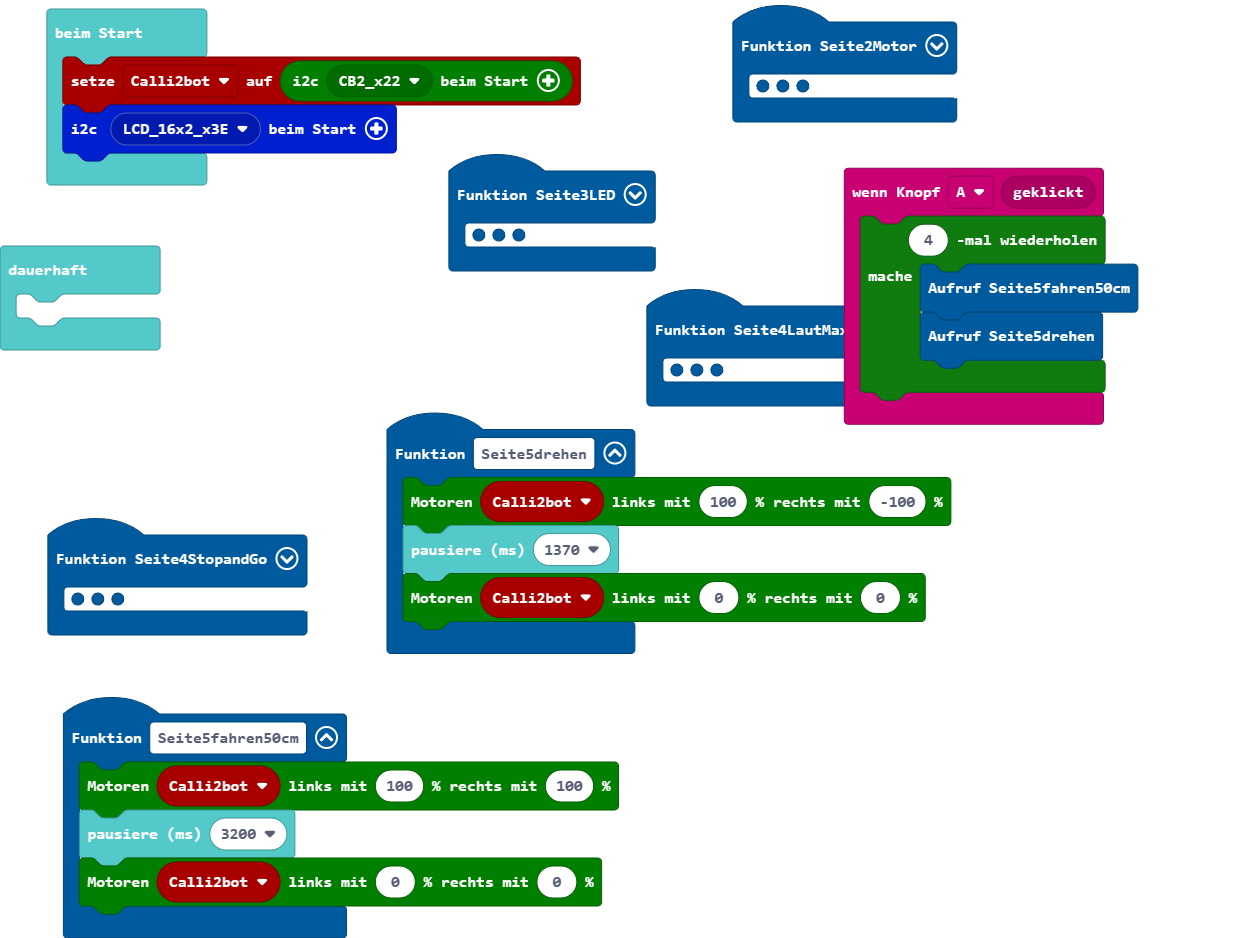 beim Start
setze Calli2bot auf i2c CB2_x22 beim Start
i2c LCD_16x2_x3E beim Start
Funktion Seite2Motor
Funktion Seite3LED
wenn Knopf A geklickt
4 -mal wiederholen
mache
Aufruf Seite5fahren50cm
Aufruf Seite5drehen
dauerhaft
Funktion Seite4LautMax
Funktion Seite5drehen
Motoren Calli2bot links mit 100 % rechts mit -100 %
pausiere (ms) 1370
Motoren Calli2bot links mit 0 % rechts mit 0 %
Funktion Seite4StopandGo
Funktion Seite5fahren50cm
Motoren Calli2bot links mit 100 % rechts mit 100 %
pausiere (ms) 3200
Motoren Calli2bot links mit 0 % rechts mit 0 %